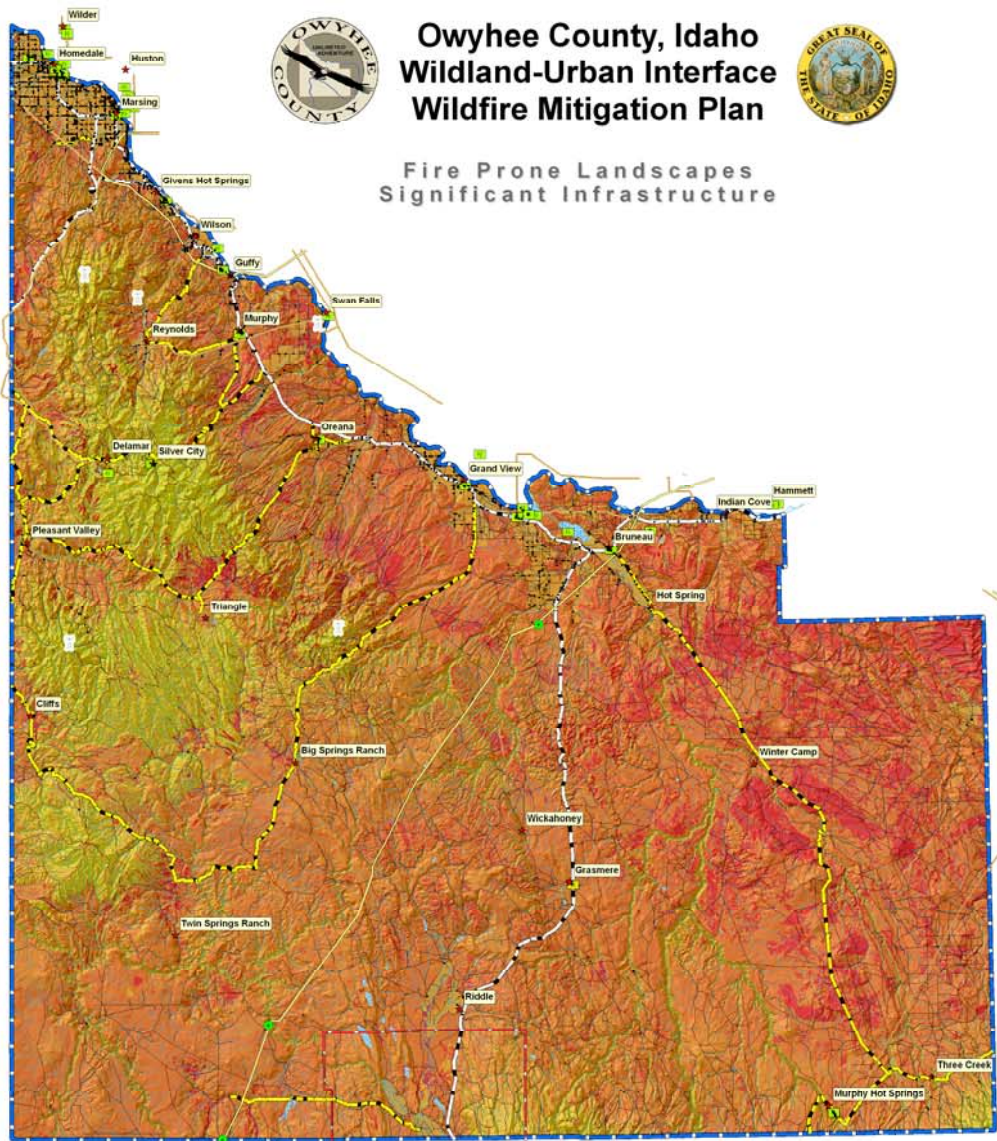 Owyhee County, Idaho
Wildland-Urban Interface
Wildfire Mitigation Plan
Fire Prone Landscapes
Significant Infrastructure
OWYHEE
UNLIMITED
ADVENTURE
COUNTY
GREAT SEAL OF
THE STATE OF IDAHO
Wilder
Homedale
Huston
Marsing
Givens Hot Springs
Wilson
Guffy
Swan Falls
Reynolds
Murphy
Oreana
Delamar
Silver City
Grand View
Indian Cove
Hammett
Pleasant Valley
Bruneau
Hot Spring
Triangle
Cliffs
Big Springs Ranch
Winter Camp
Wickahoney
Grasmere
Twin Springs Ranch
Riddle
Three Creek
Murphy Hot Springs